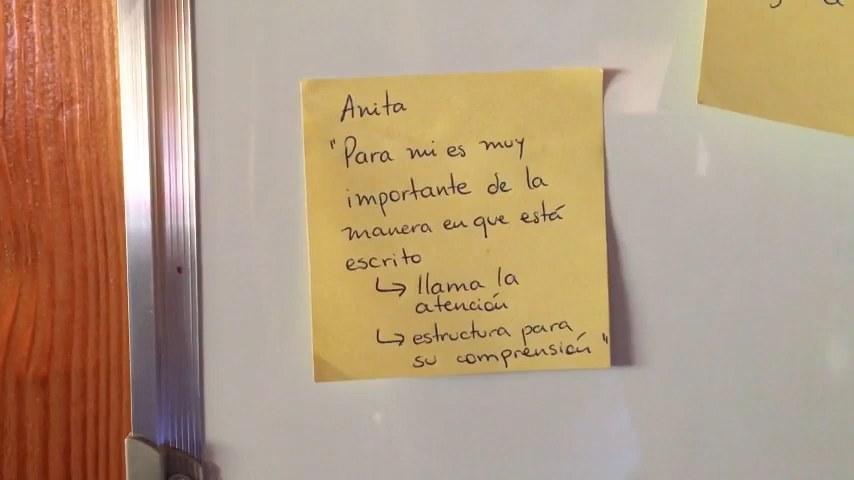 Anita
"Para mi es muy
importante de la
manera en que está
escrito
↳ llama la
atención
↳ estructura para
su comprensión"